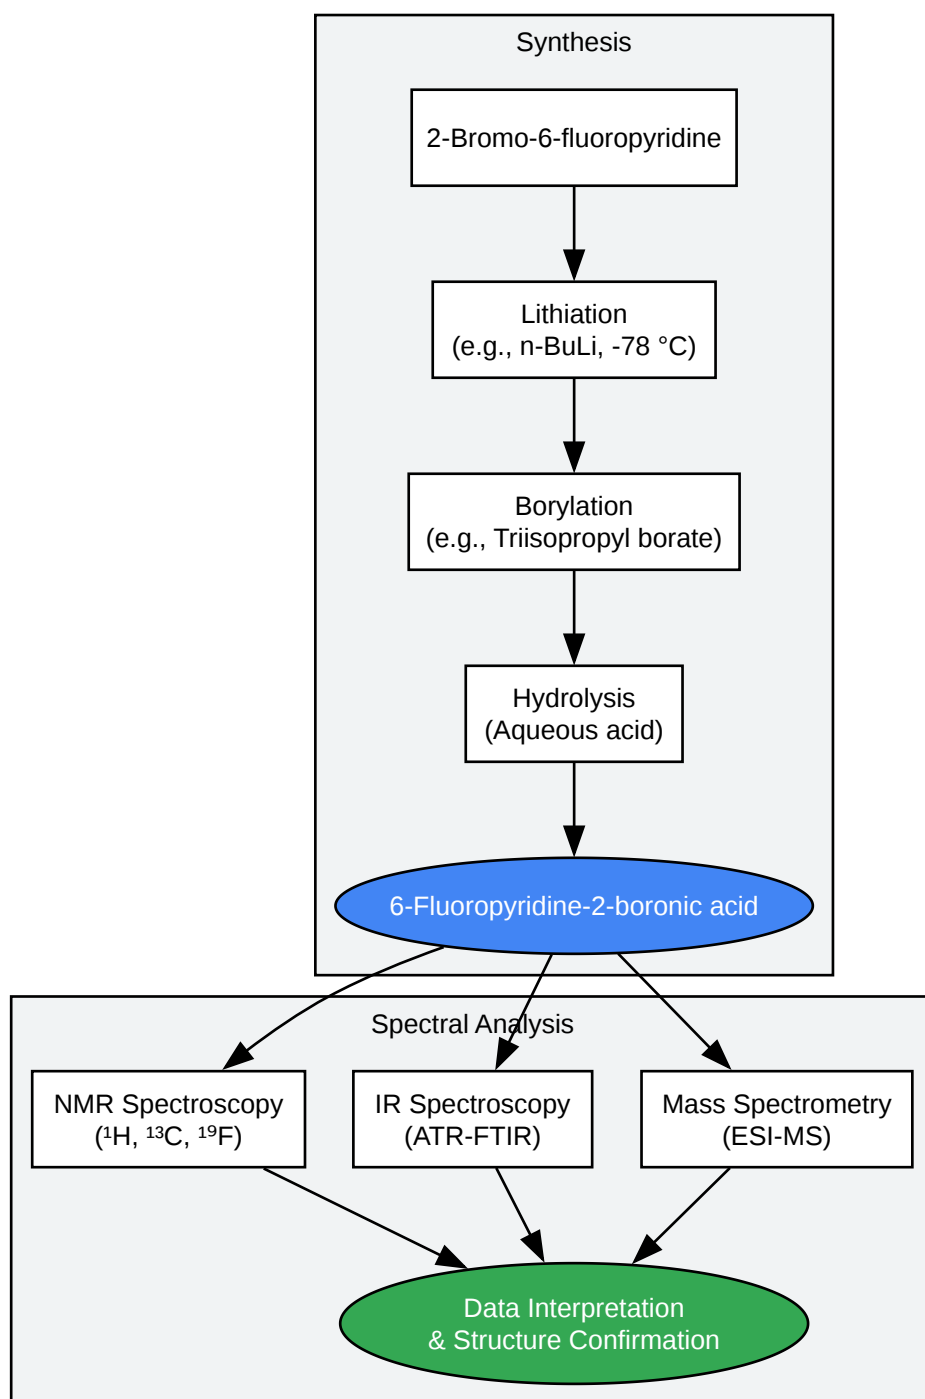 Synthesis
2-Bromo-6-fluoropyridine
Lithiation
(e.g., n-BuLi, -78 °C)
Borylation
(e.g., Triisopropyl borate)
Hydrolysis
(Aqueous acid)
6-Fluoropyridine-2-boronic acid
Spectral Analysis
NMR Spectroscopy
(¹H, ¹³C, ¹⁹F)
IR Spectroscopy
(ATR-FTIR)
Mass Spectrometry
(ESI-MS)
Data Interpretation
& Structure Confirmation